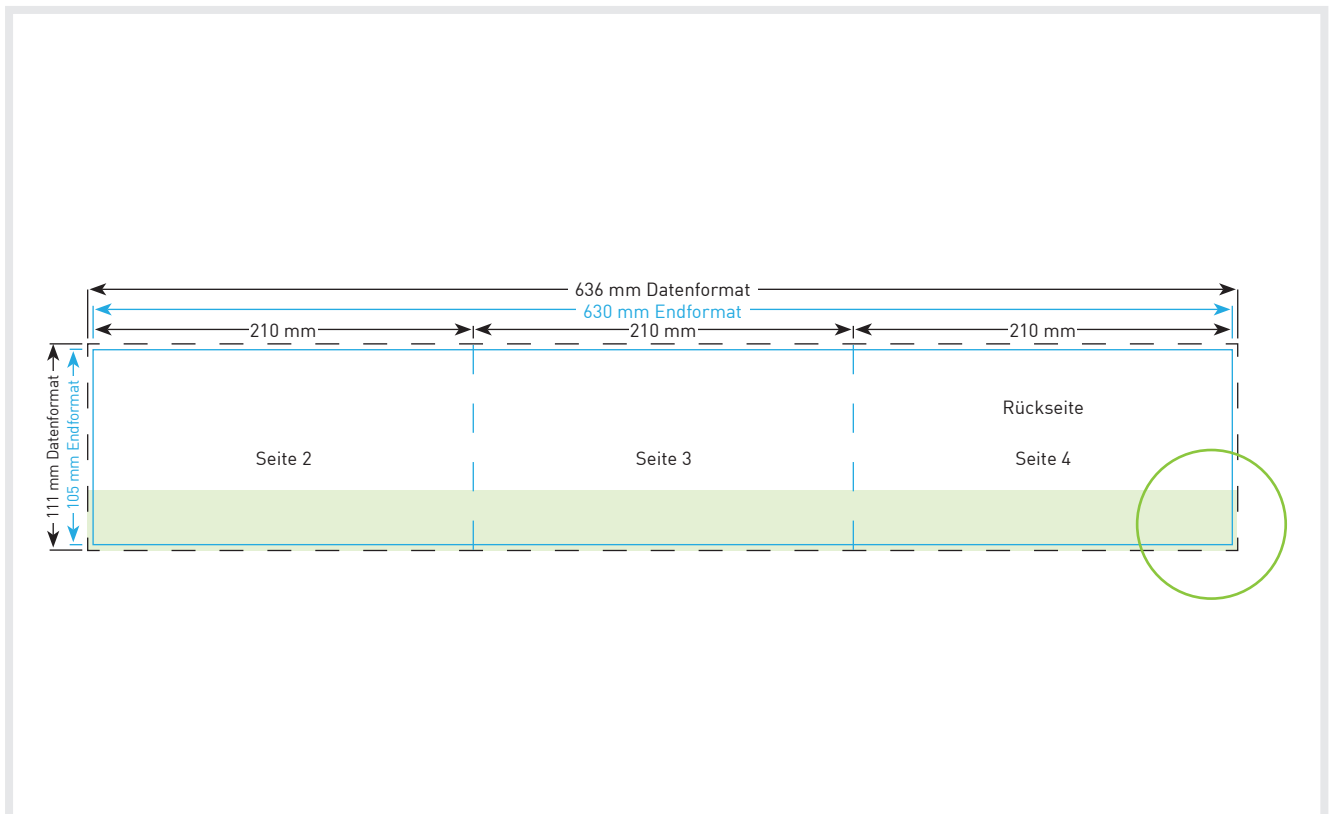 636 mm Datenformat
630 mm Endformat
210 mm
210 mm
210 mm
111 mm Datenformat
105 mm Endformat
Rückseite
Seite 2
Seite 3
Seite 4